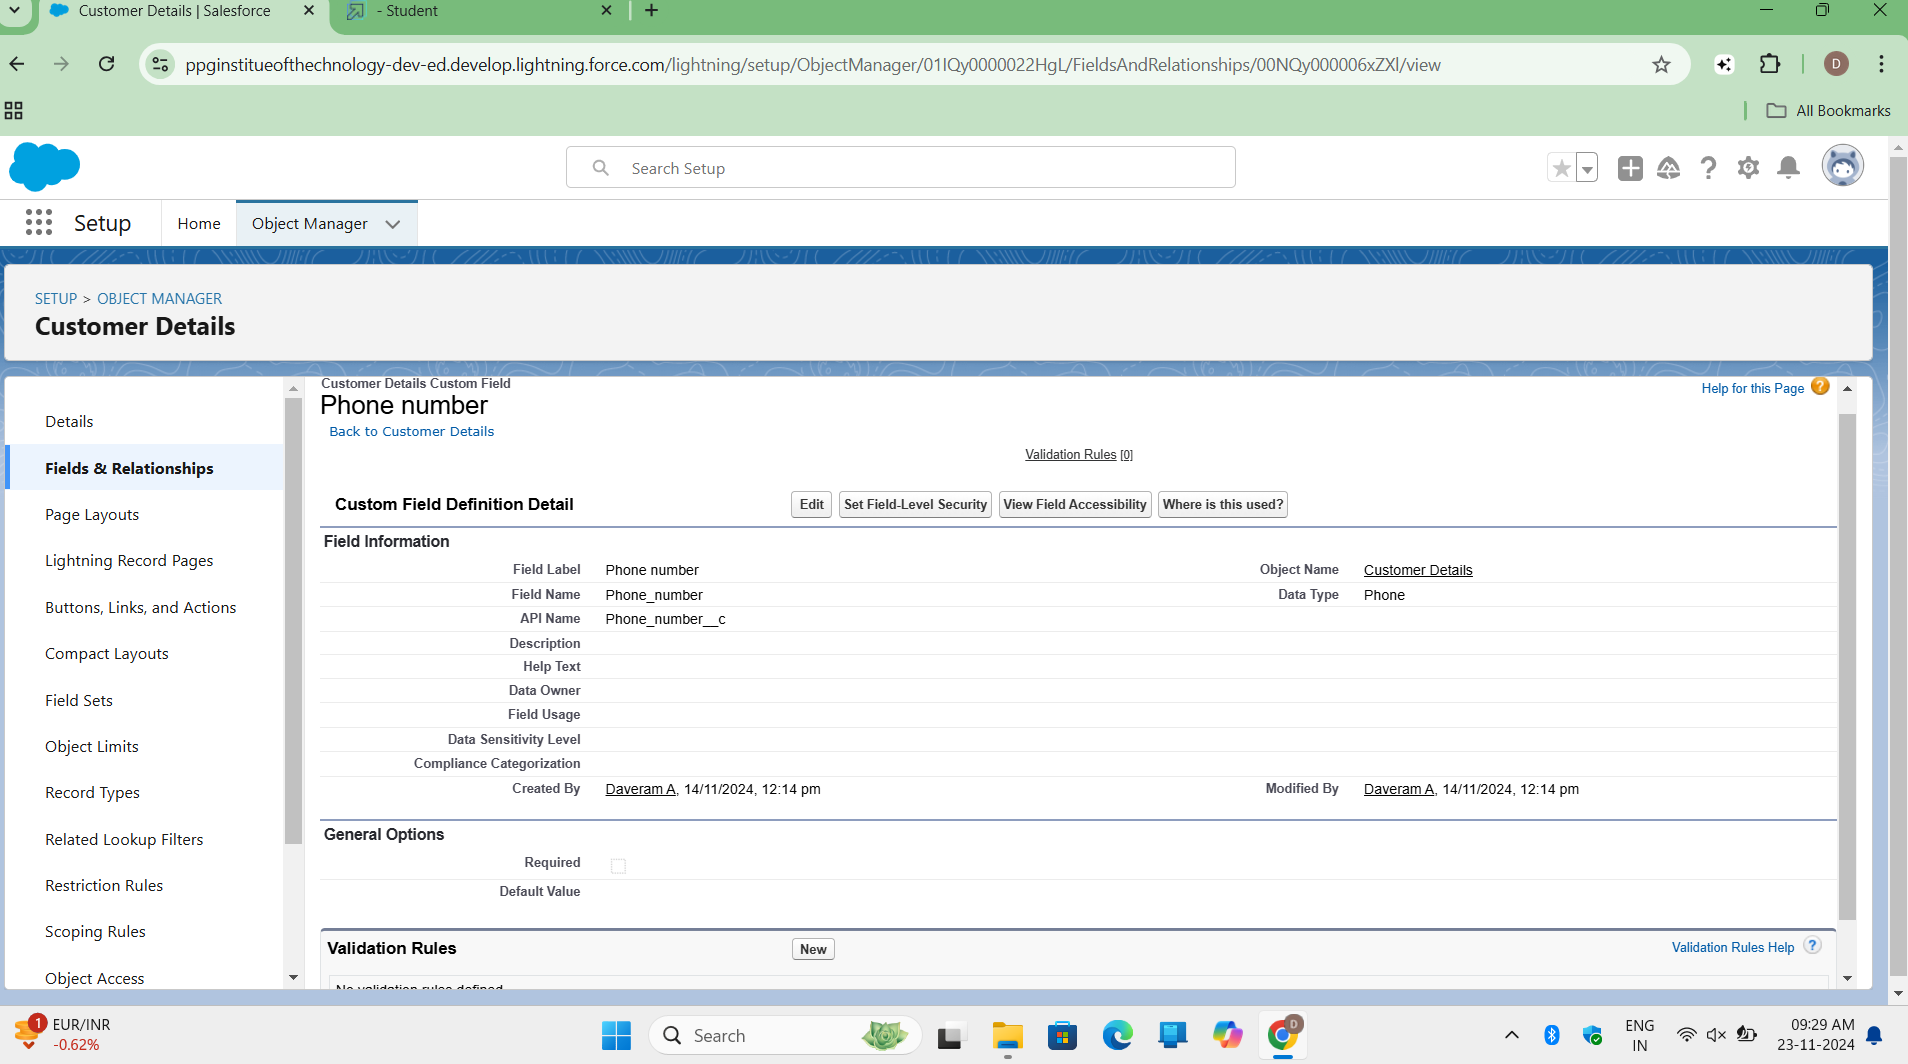 Customer Details | Salesforce
- Student
ppginstitueofthechnology-dev-ed.develop.lightning.force.com/lightning/setup/ObjectManager/01IQy0000022HgL/FieldsAndRelationships/00NQy000006xZXl/view
D
All Bookmarks
Search Setup
Setup
Home
Object Manager
SETUP > OBJECT MANAGER
Customer Details
Details
Fields & Relationships
Page Layouts
Lightning Record Pages
Buttons, Links, and Actions
Compact Layouts
Field Sets
Object Limits
Record Types
Related Lookup Filters
Restriction Rules
Scoping Rules
Object Access
Customer Details Custom Field
Phone number
Help for this Page
Back to Customer Details
Validation Rules [0]
Custom Field Definition Detail
Edit
Set Field-Level Security
View Field Accessibility
Where is this used?
Field Information
Field Label Phone number Object Name Customer Details
Field Name Phone_number Data Type Phone
API Name Phone_number__c
Description
Help Text
Data Owner
Field Usage
Data Sensitivity Level
Compliance Categorization
Created By Daveram A, 14/11/2024, 12:14 pm Modified By Daveram A, 14/11/2024, 12:14 pm
General Options
Required
Default Value
Validation Rules
New
Validation Rules Help
No validation rules defined
1
EUR/INR
-0.62%
Search
D
ENG
IN
09:29 AM
23-11-2024